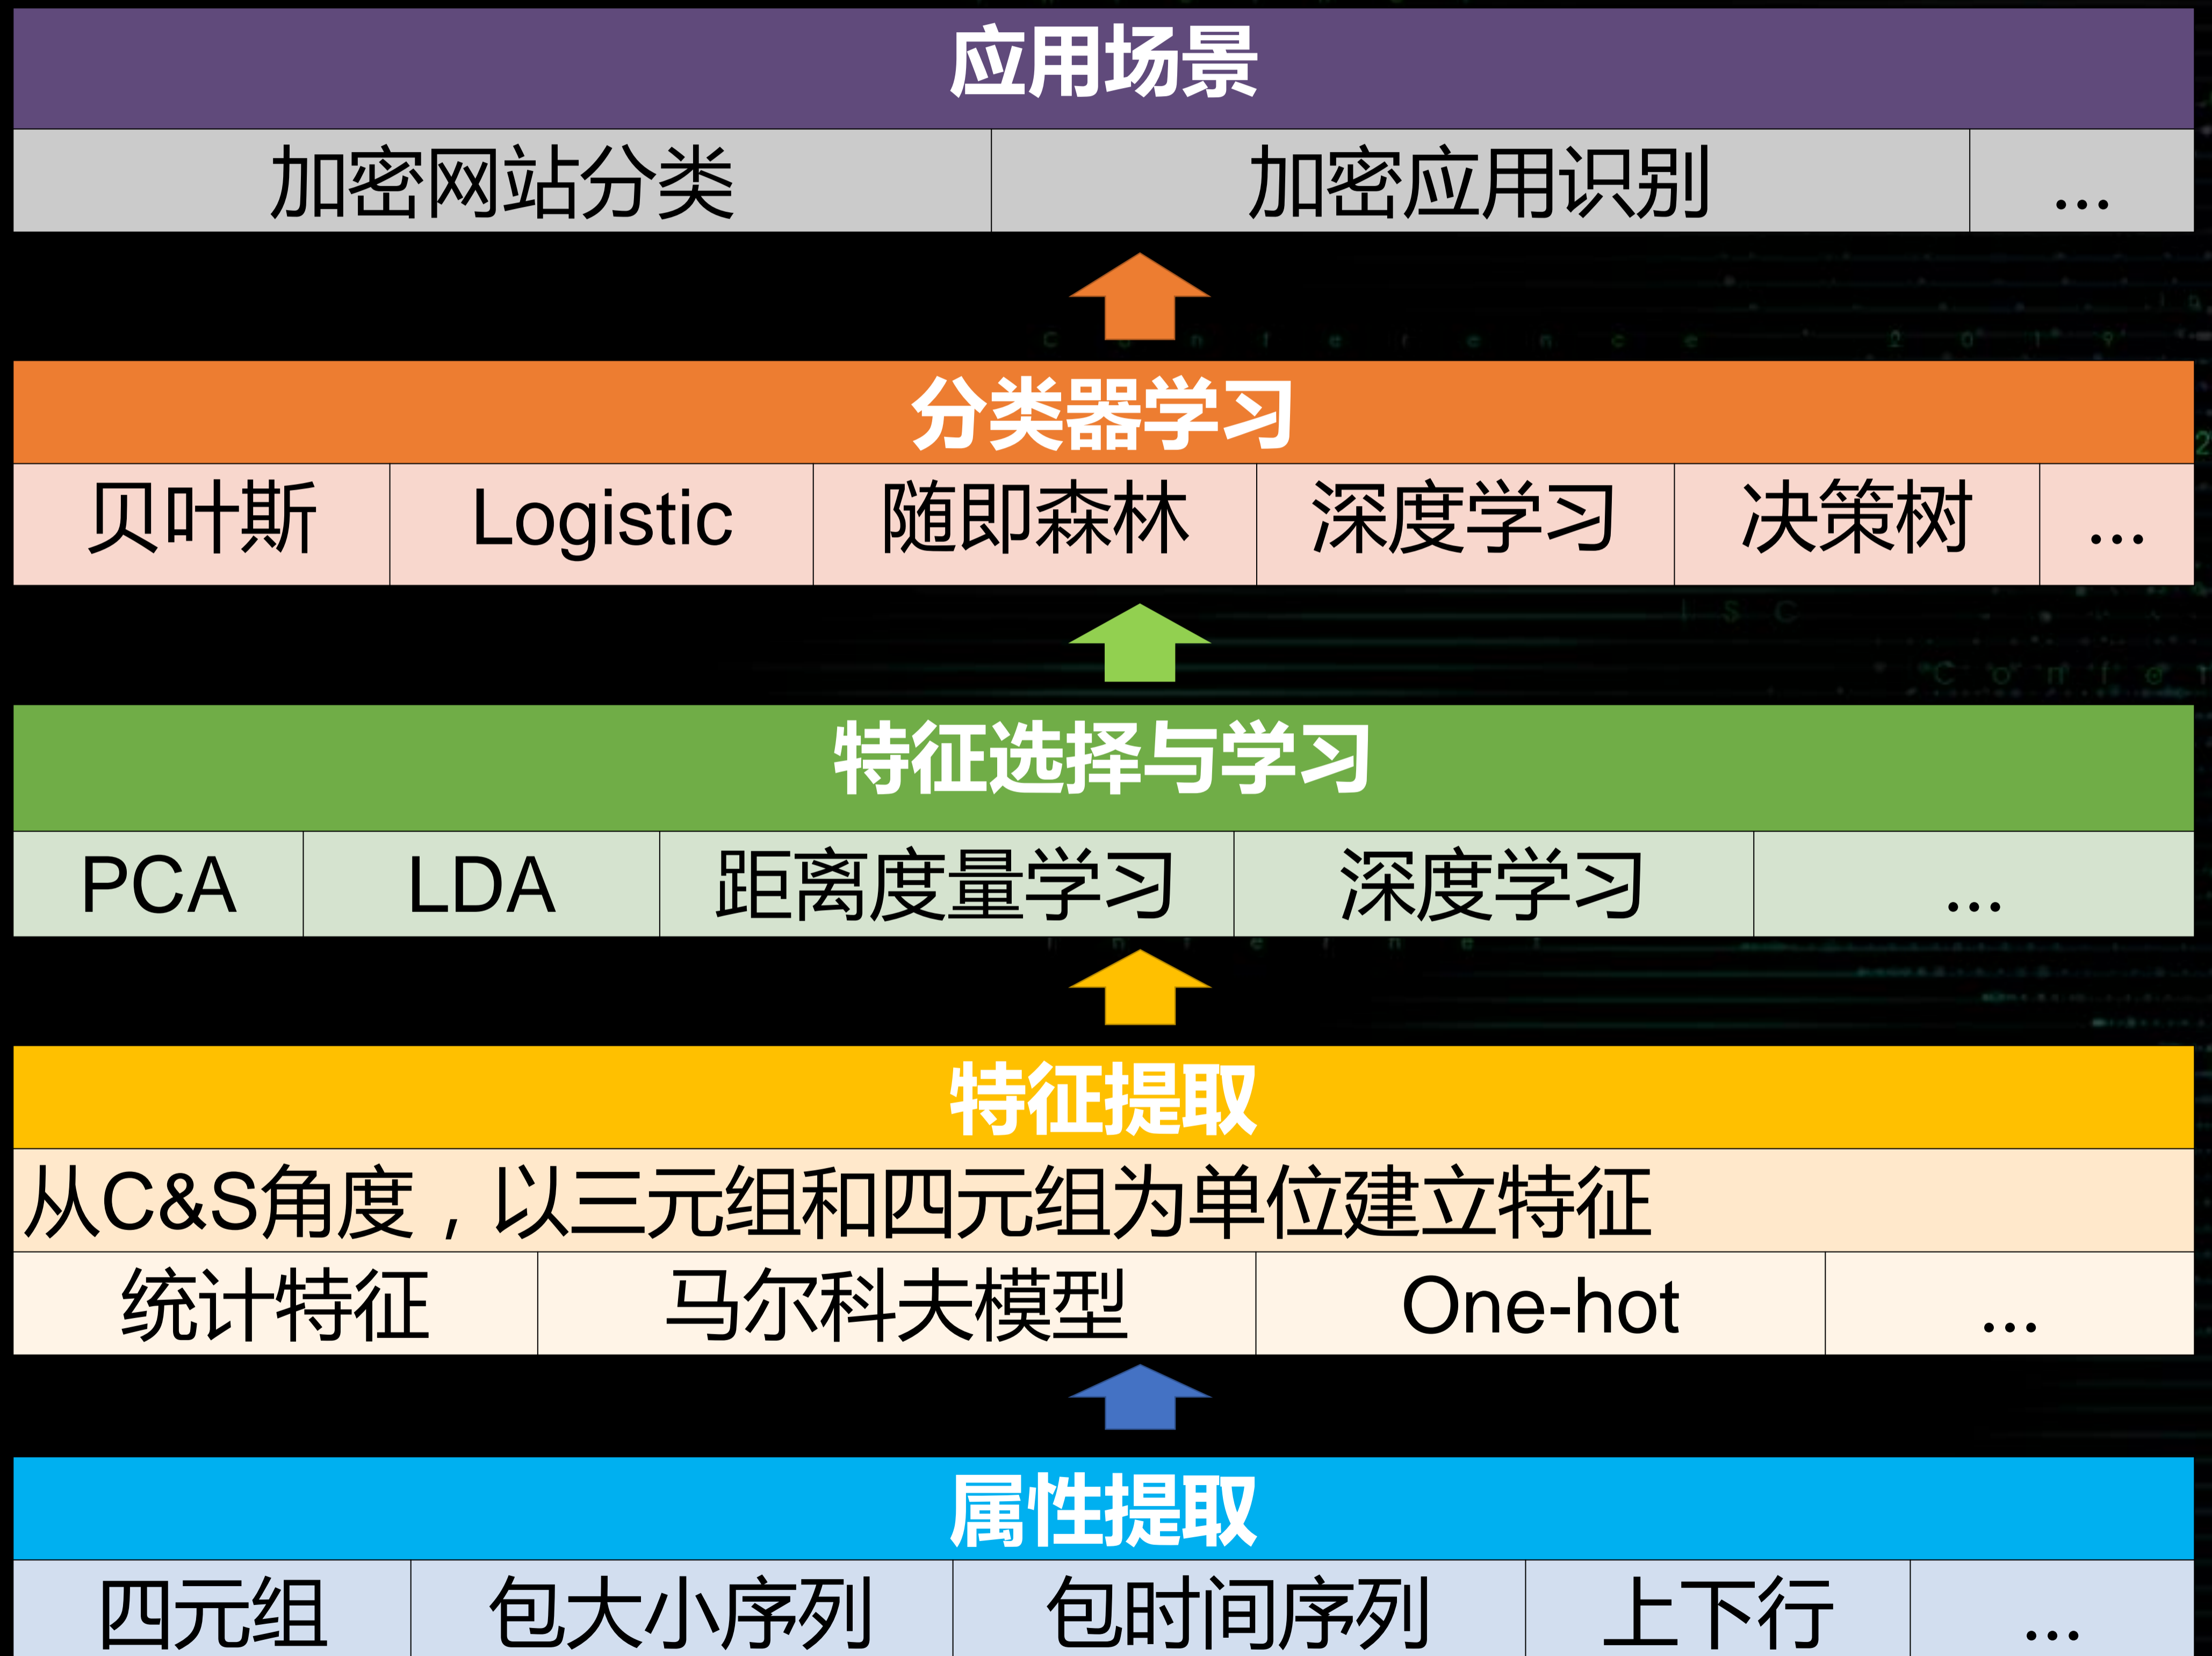 应用场景
加密网站分类 加密应用识别 ...
C o n f e r e n c e 2 0 1 9
分类器学习
贝叶斯 Logistic 随即森林 深度学习 决策树 ...
I S C
C o n f e r
特征选择与学习
PCA LDA 距离度量学习 深度学习 ...
I n t e r n e t
特征提取
从C&S角度，以三元组和四元组为单位建立特征
统计特征 马尔科夫模型 One-hot ...
属性提取
四元组 包大小序列 包时间序列 上下行 ...